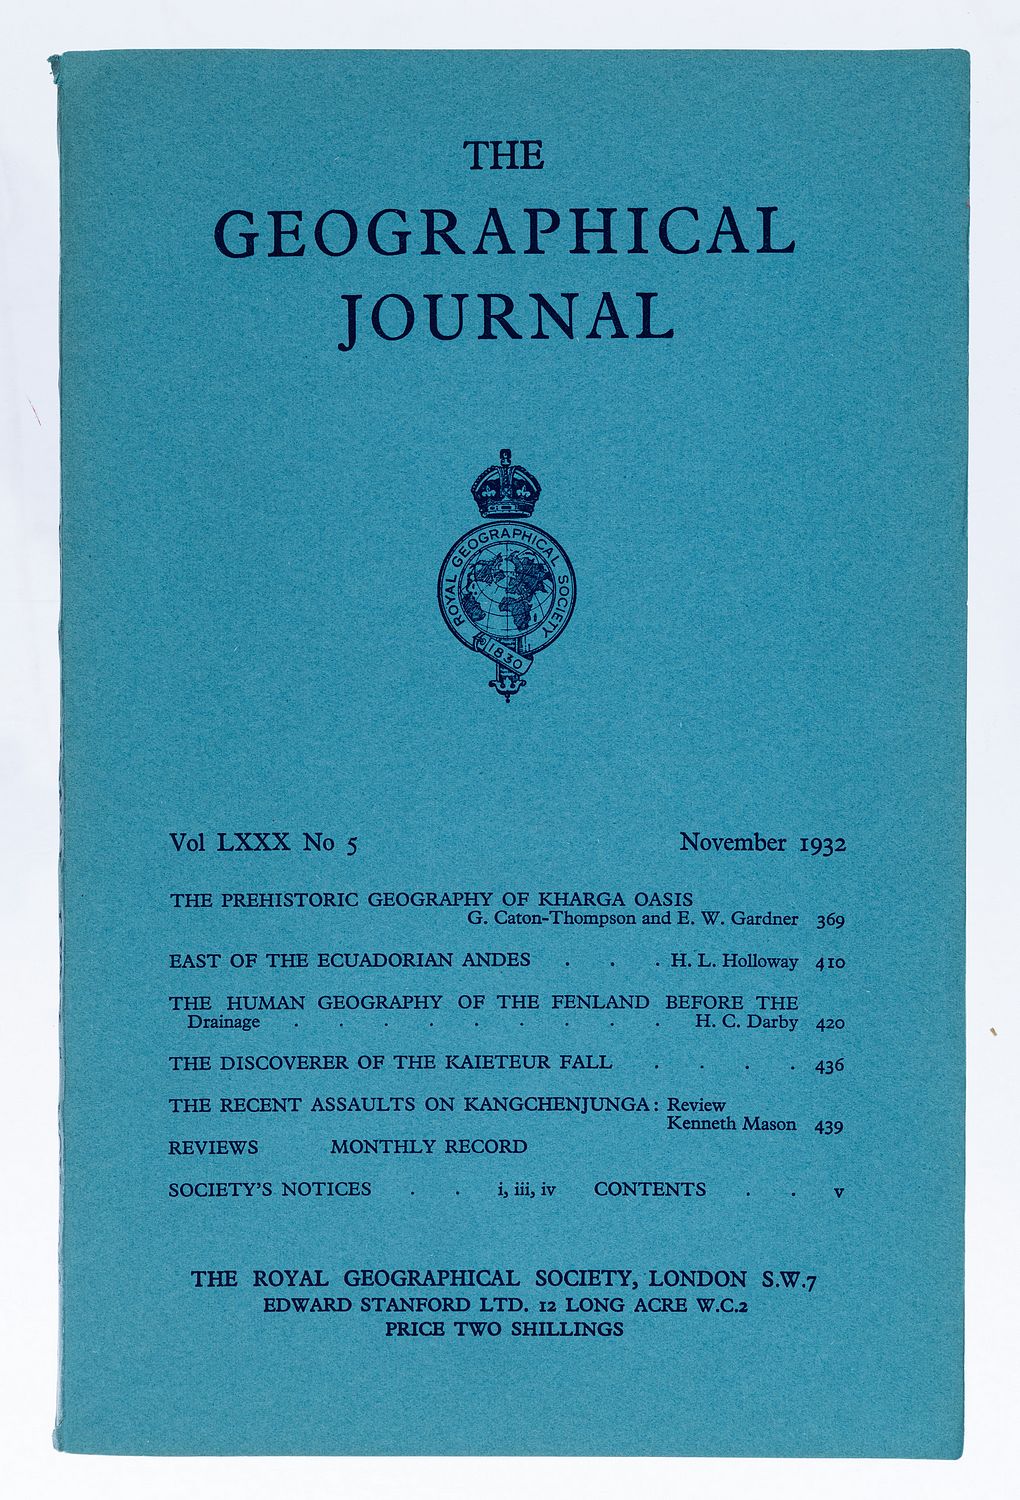 THE
GEOGRAPHICAL
JOURNAL
ROYAL GEOGRAPHICAL SOCIETY
1830
Vol LXXX No 5 November 1932
THE PREHISTORIC GEOGRAPHY OF KHARGA OASIS
G. Caton-Thompson and E. W. Gardner 369
EAST OF THE ECUADORIAN ANDES . . . H. L. Holloway 410
THE HUMAN GEOGRAPHY OF THE FENLAND BEFORE THE
Drainage . . . . . . . . . H. C. Darby 420
THE DISCOVERER OF THE KAIETEUR FALL . . . . 436
THE RECENT ASSAULTS ON KANGCHENJUNGA: Review
Kenneth Mason 439
REVIEWS MONTHLY RECORD
SOCIETY'S NOTICES . . i, iii, iv CONTENTS . . v
THE ROYAL GEOGRAPHICAL SOCIETY, LONDON S.W.7
EDWARD STANFORD LTD. 12 LONG ACRE W.C.2
PRICE TWO SHILLINGS